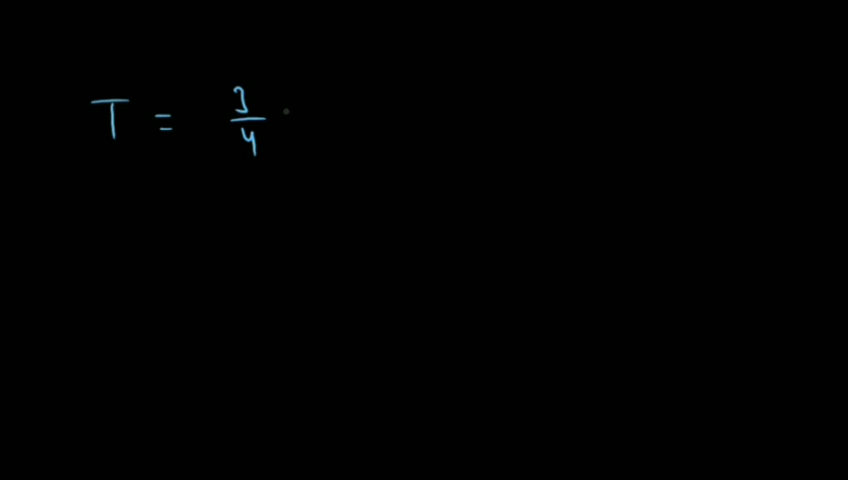 T = 3/4